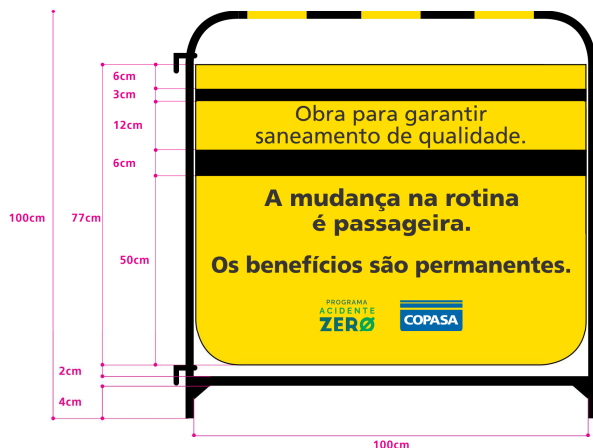 6cm
3cm
Obra para garantir
12cm
saneamento de qualidade.
6cm
A mudança na rotina
100cm
77cm
é passageira.
50cm
Os benefícios são permanentes.
PROGRAMA
ACIDENTE
ZERØ
COPASA
2cm
4cm
100cm